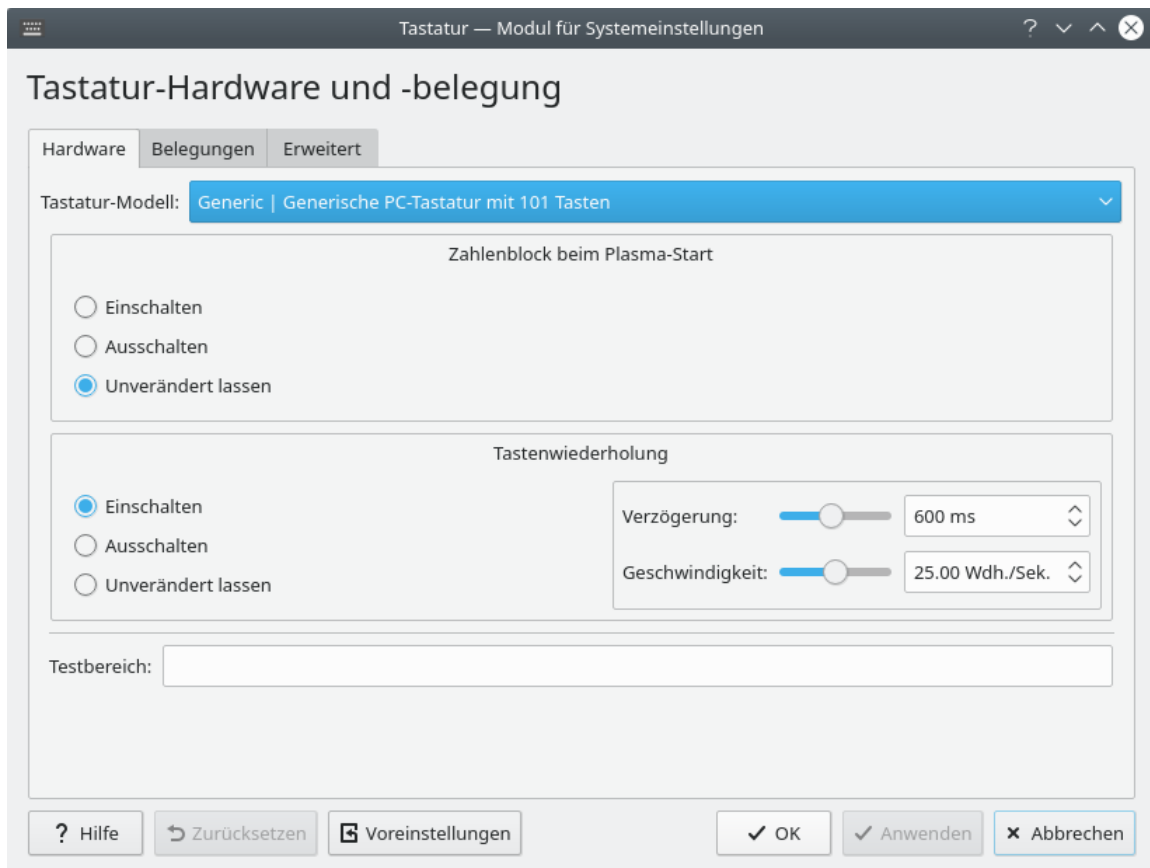 Tastatur — Modul für Systemeinstellungen
Tastatur-Hardware und -belegung
Hardware Belegungen Erweitert
Tastatur-Modell: Generic | Generische PC-Tastatur mit 101 Tasten
Zahlenblock beim Plasma-Start
Einschalten
Ausschalten
Unverändert lassen
Tastenwiederholung
Einschalten
Ausschalten
Unverändert lassen
Verzögerung: 600 ms
Geschwindigkeit: 25.00 Wdh./Sek.
Testbereich:
? Hilfe Zurücksetzen Voreinstellungen OK Anwenden Abbrechen